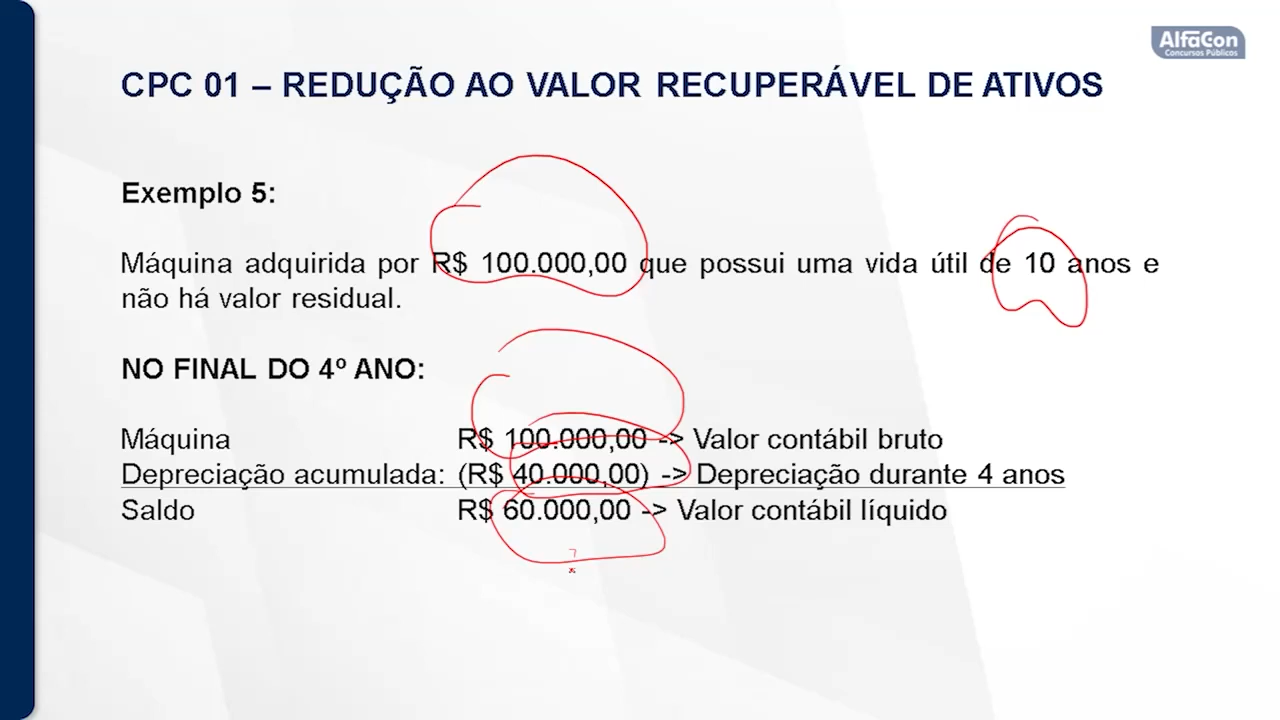 AlfaCon
Concursos Públicos
CPC 01 – REDUÇÃO AO VALOR RECUPERÁVEL DE ATIVOS
Exemplo 5:
Máquina adquirida por R$ 100.000,00 que possui uma vida útil de 10 anos e
não há valor residual.
NO FINAL DO 4º ANO:
Máquina R$ 100.000,00 -> Valor contábil bruto
Depreciação acumulada: (R$ 40.000,00) -> Depreciação durante 4 anos
Saldo R$ 60.000,00 -> Valor contábil líquido